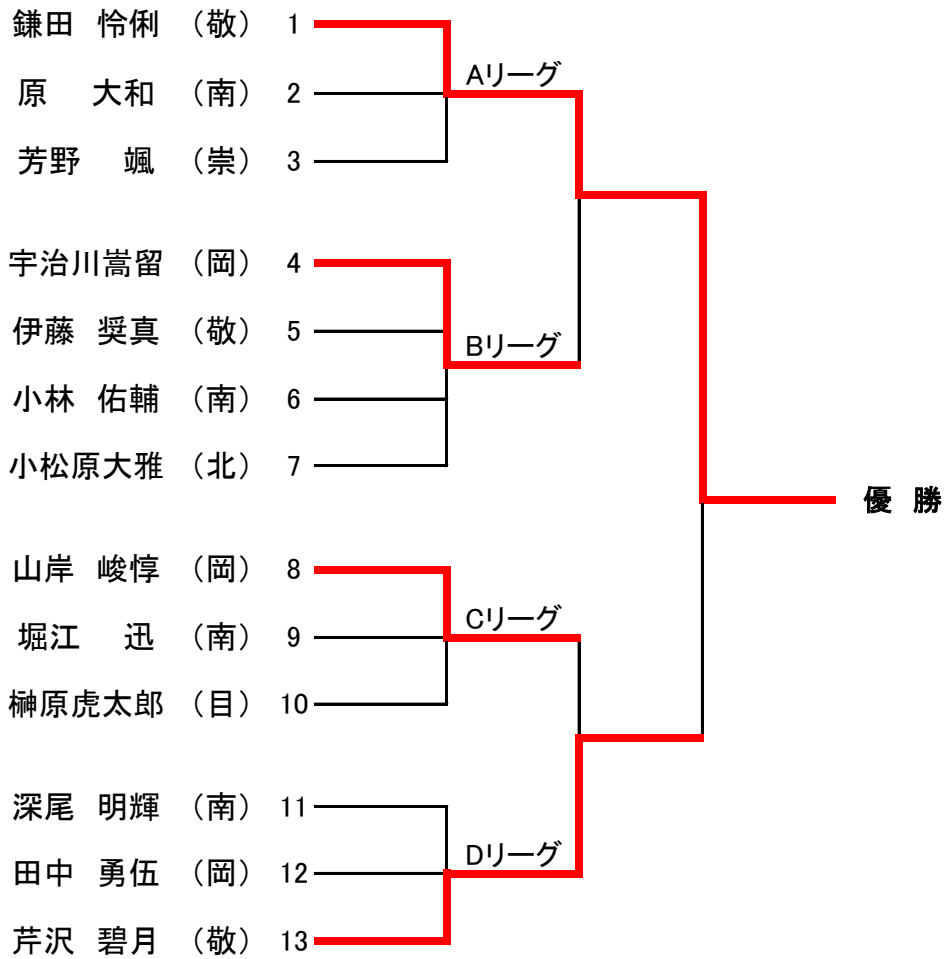 鎌田 怜俐 （敬） 1
Aリーグ
原 大和 （南） 2
芳野 颯 （崇） 3
宇治川嵩留 （岡） 4
伊藤 奨真 （敬） 5
Bリーグ
小林 佑輔 （南） 6
小松原大雅 （北） 7
優 勝
山岸 峻惇 （岡） 8
Cリーグ
堀江 迅 （南） 9
榊原虎太郎 （目） 10
深尾 明輝 （南） 11
Dリーグ
田中 勇伍 （岡） 12
芹沢 碧月 （敬） 13